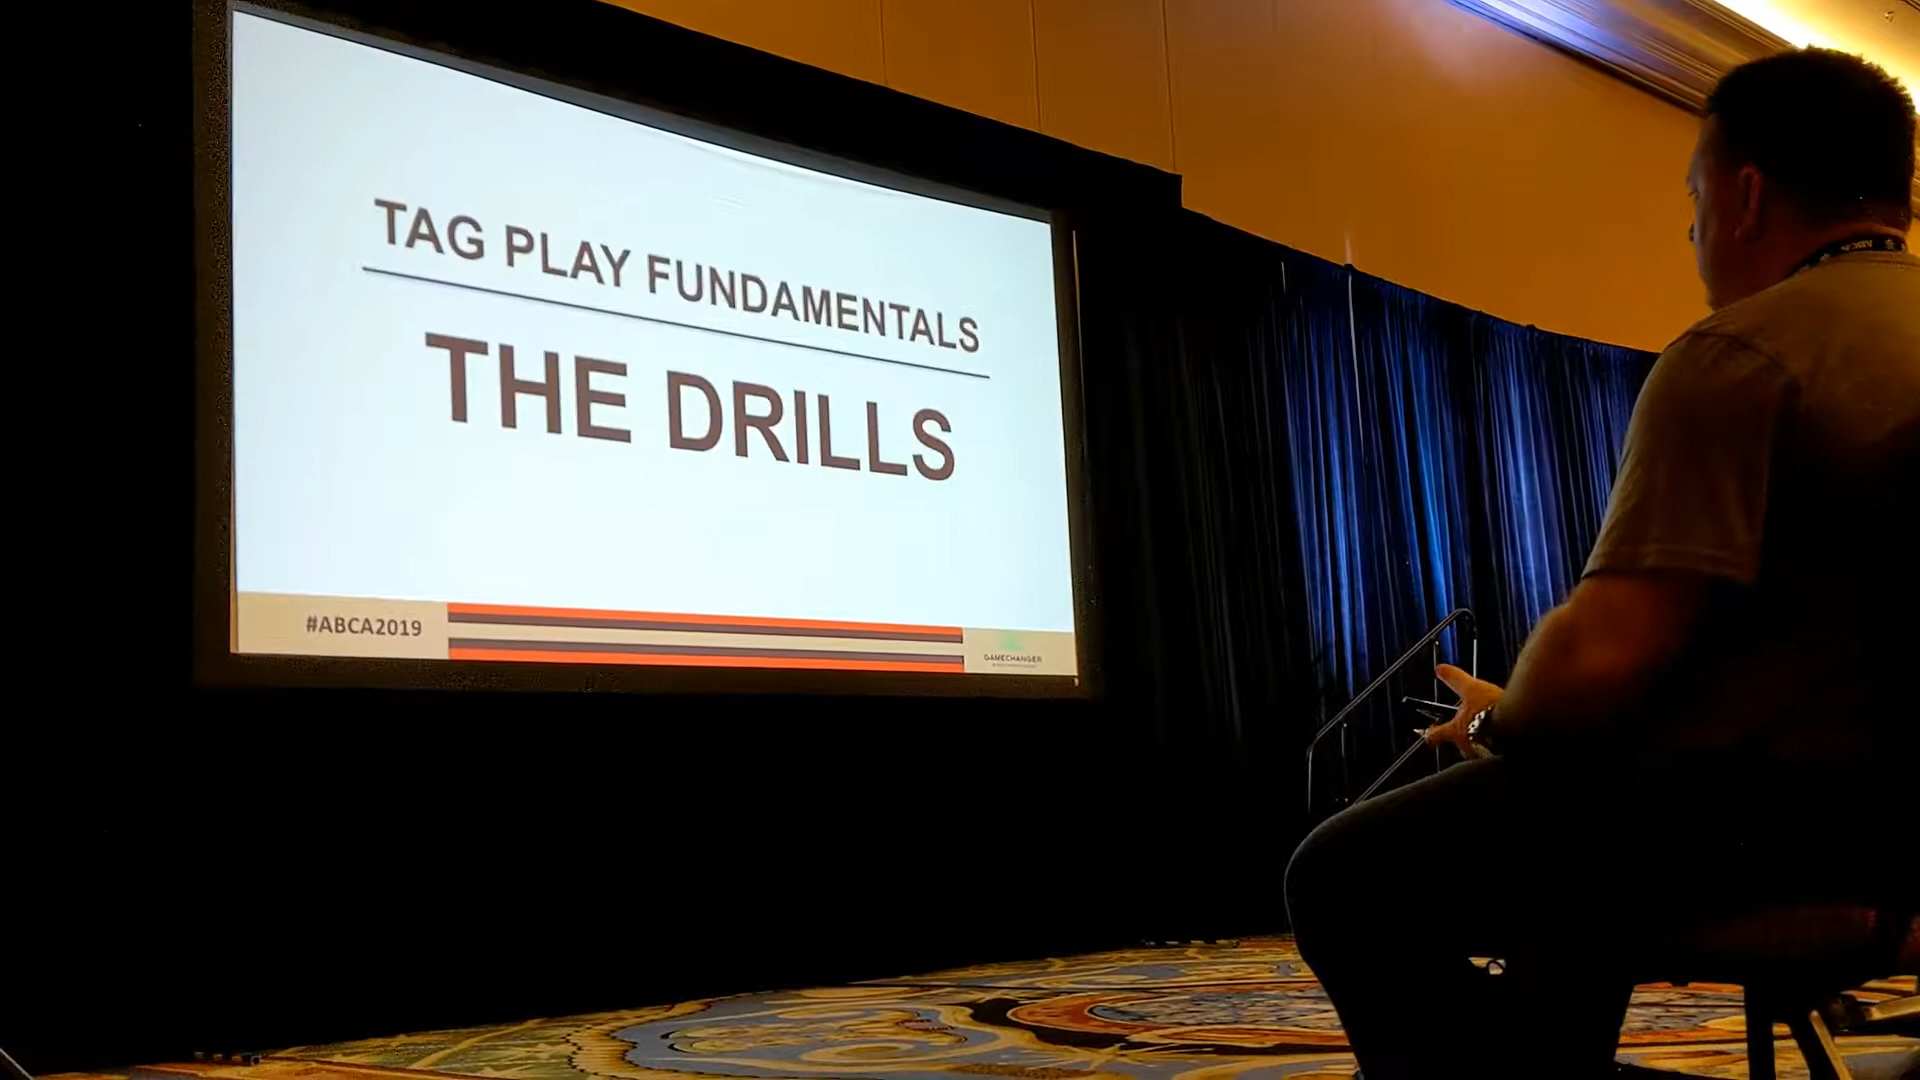 TAG PLAY FUNDAMENTALS
THE DRILLS
#ABCA2019
GAMECHANGER